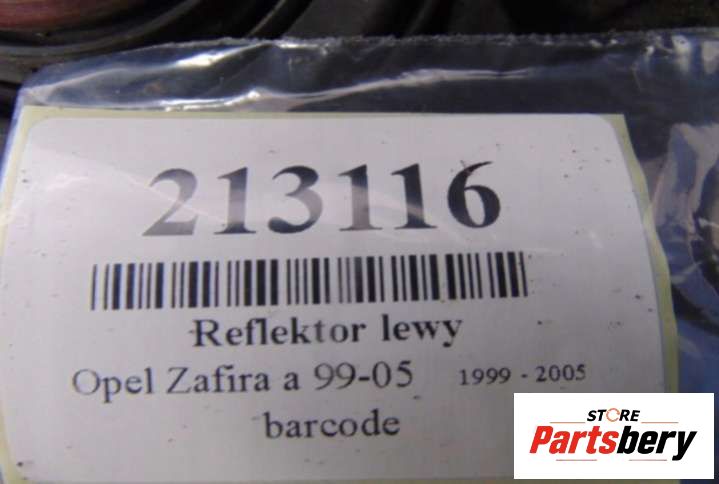 213116
Reflektor lewy
Opel Zafira a 99-05 1999 - 2005
barcode
STORE
Partsbery